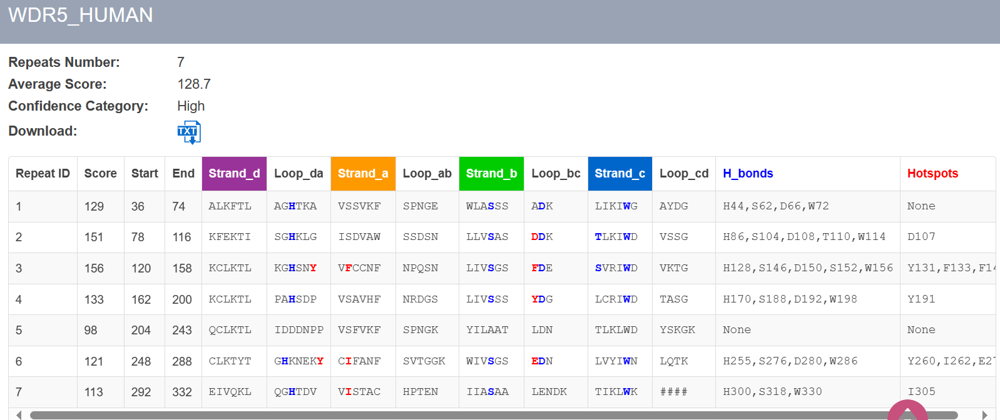 WDR5_HUMAN
Repeats Number: 7
Average Score: 128.7
Confidence Category: High
Download: TXT
Repeat ID Score Start End Strand_d Loop_da Strand_a Loop_ab Strand_b Loop_bc Strand_c Loop_cd H_bonds Hotspots
1 129 36 74 ALKFTL AGHTKA VSSVKF SPNGE WLASSS ADK LIKIWG AYDG H44,S62,D66,W72 None
2 151 78 116 KFEKTI SGHKLG ISDVAW SSDSN LLVSAS DDK TLKIWD VSSG H86,S104,D108,T110,W114 D107
3 156 120 158 KCLKTL KGHSNY VFCCNF NPQSN LIVSGS FDE SVRIWD VKTG H128,S146,D150,S152,W156 Y131,F133,F14
4 133 162 200 KCLKTL PAHSDP VSAVHF NRDGS LIVSSS YDG LCRIWD TASG H170,S188,D192,W198 Y191
5 98 204 243 QCLKTL IDDDNPP VSFVKF SPNGK YILAAT LDN TLKLWD YSKGK None None
6 121 248 288 CLKTYT GHKNEKY CIFANF SVTGGK WIVSGS EDN LVYIWN LQTK H255,S276,D280,W286 Y260,I262,E27
7 113 292 332 EIVQKL QGHTDV VISTAC HPTEN IIASAA LENDK TIKLWK #### H300,S318,W330 I305